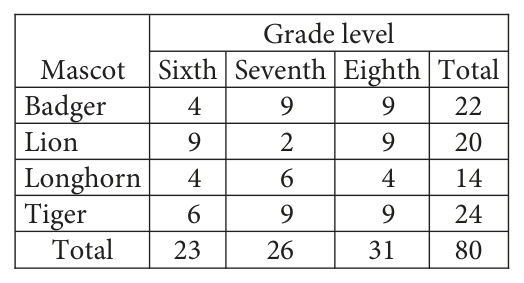 Grade level
Mascot Sixth Seventh Eighth Total
Badger 4 9 9 22
Lion 9 2 9 20
Longhorn 4 6 4 14
Tiger 6 9 9 24
Total 23 26 31 80